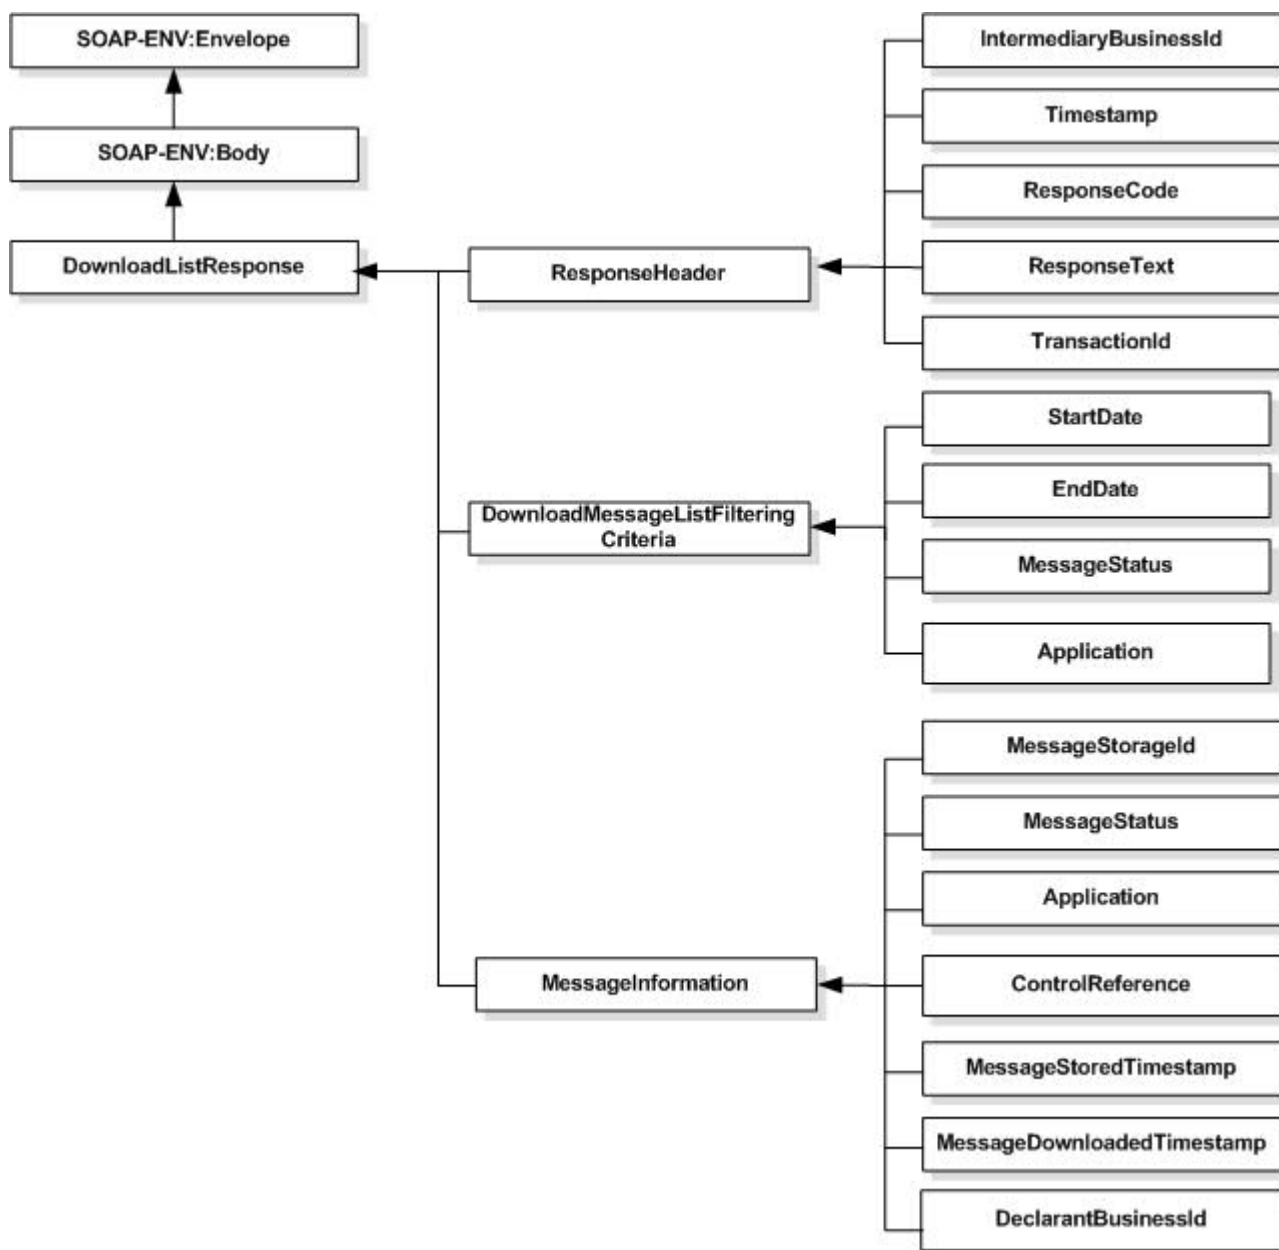 SOAP-ENV:Envelope
SOAP-ENV:Body
DownloadListResponse
ResponseHeader
IntermediaryBusinessId
Timestamp
ResponseCode
ResponseText
TransactionId
DownloadMessageListFiltering
Criteria
StartDate
EndDate
MessageStatus
Application
MessageInformation
MessageStorageId
MessageStatus
Application
ControlReference
MessageStoredTimestamp
MessageDownloadedTimestamp
DeclarantBusinessId